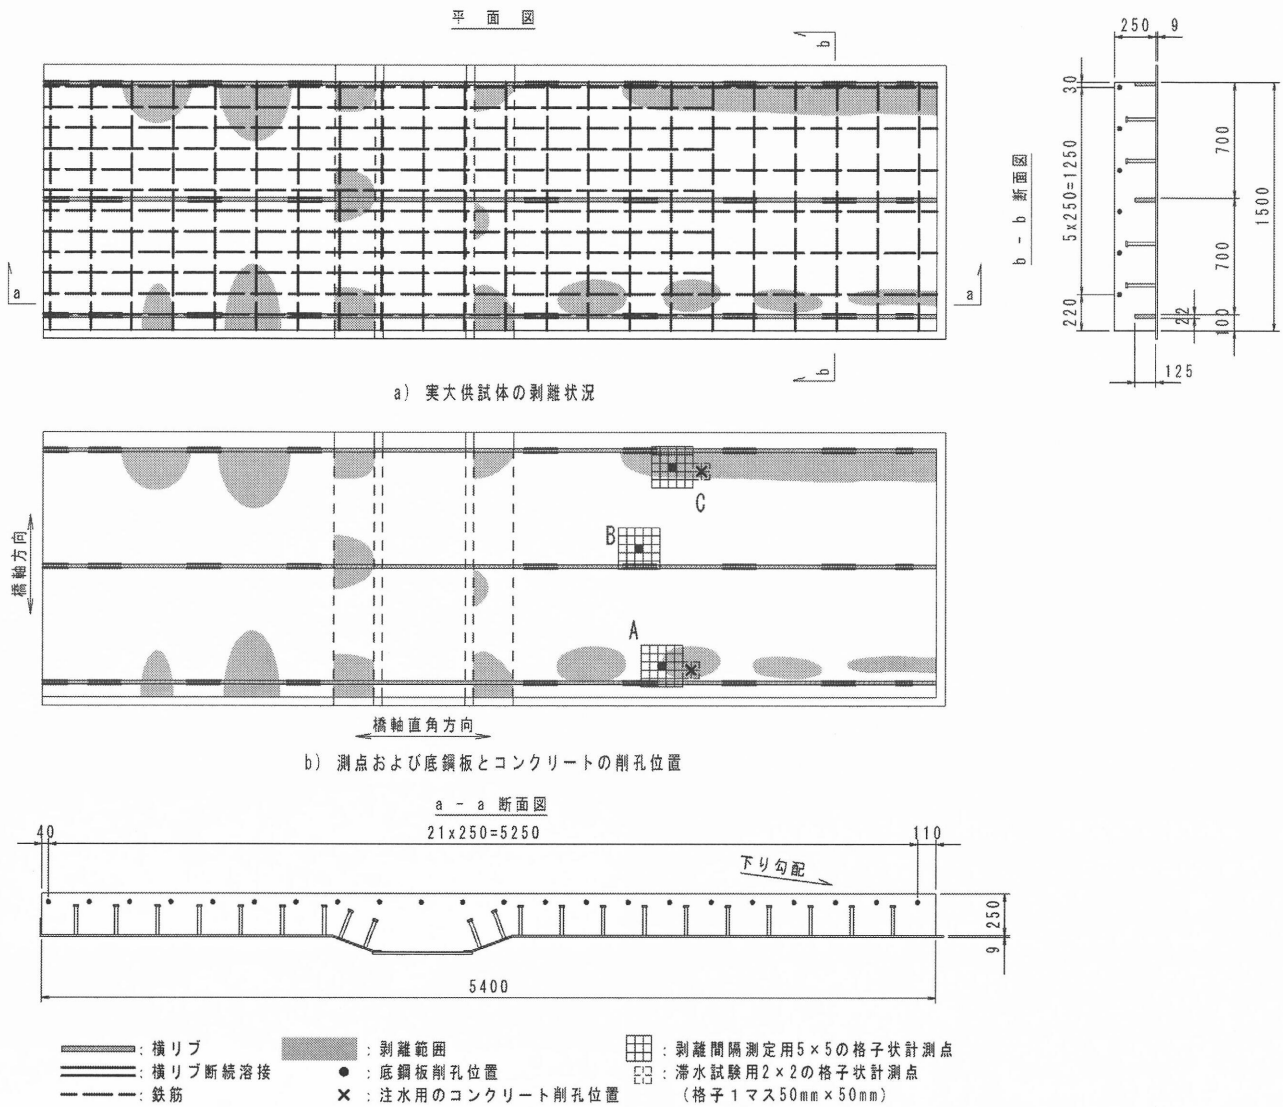 平 面 図
b
b
a
a
a) 実大供試体の剥離状況
250
9
30
5x250=1250
220
700
700
22
100
1500
125
b - b 断面図
橋軸方向
A
B
C
橋軸直角方向
b) 測点および底鋼板とコンクリートの削孔位置
a - a 断面図
40
21x250=5250
110
下り勾配
250
9
5400
: 横リブ
: 横リブ断続溶接
: 鉄筋
: 剥離範囲
: 底鋼板削孔位置
: 注水用のコンクリート削孔位置
: 剥離間隔測定用5×5の格子状計測点
: 滞水試験用2×2の格子状計測点
(格子1マス50mm×50mm)